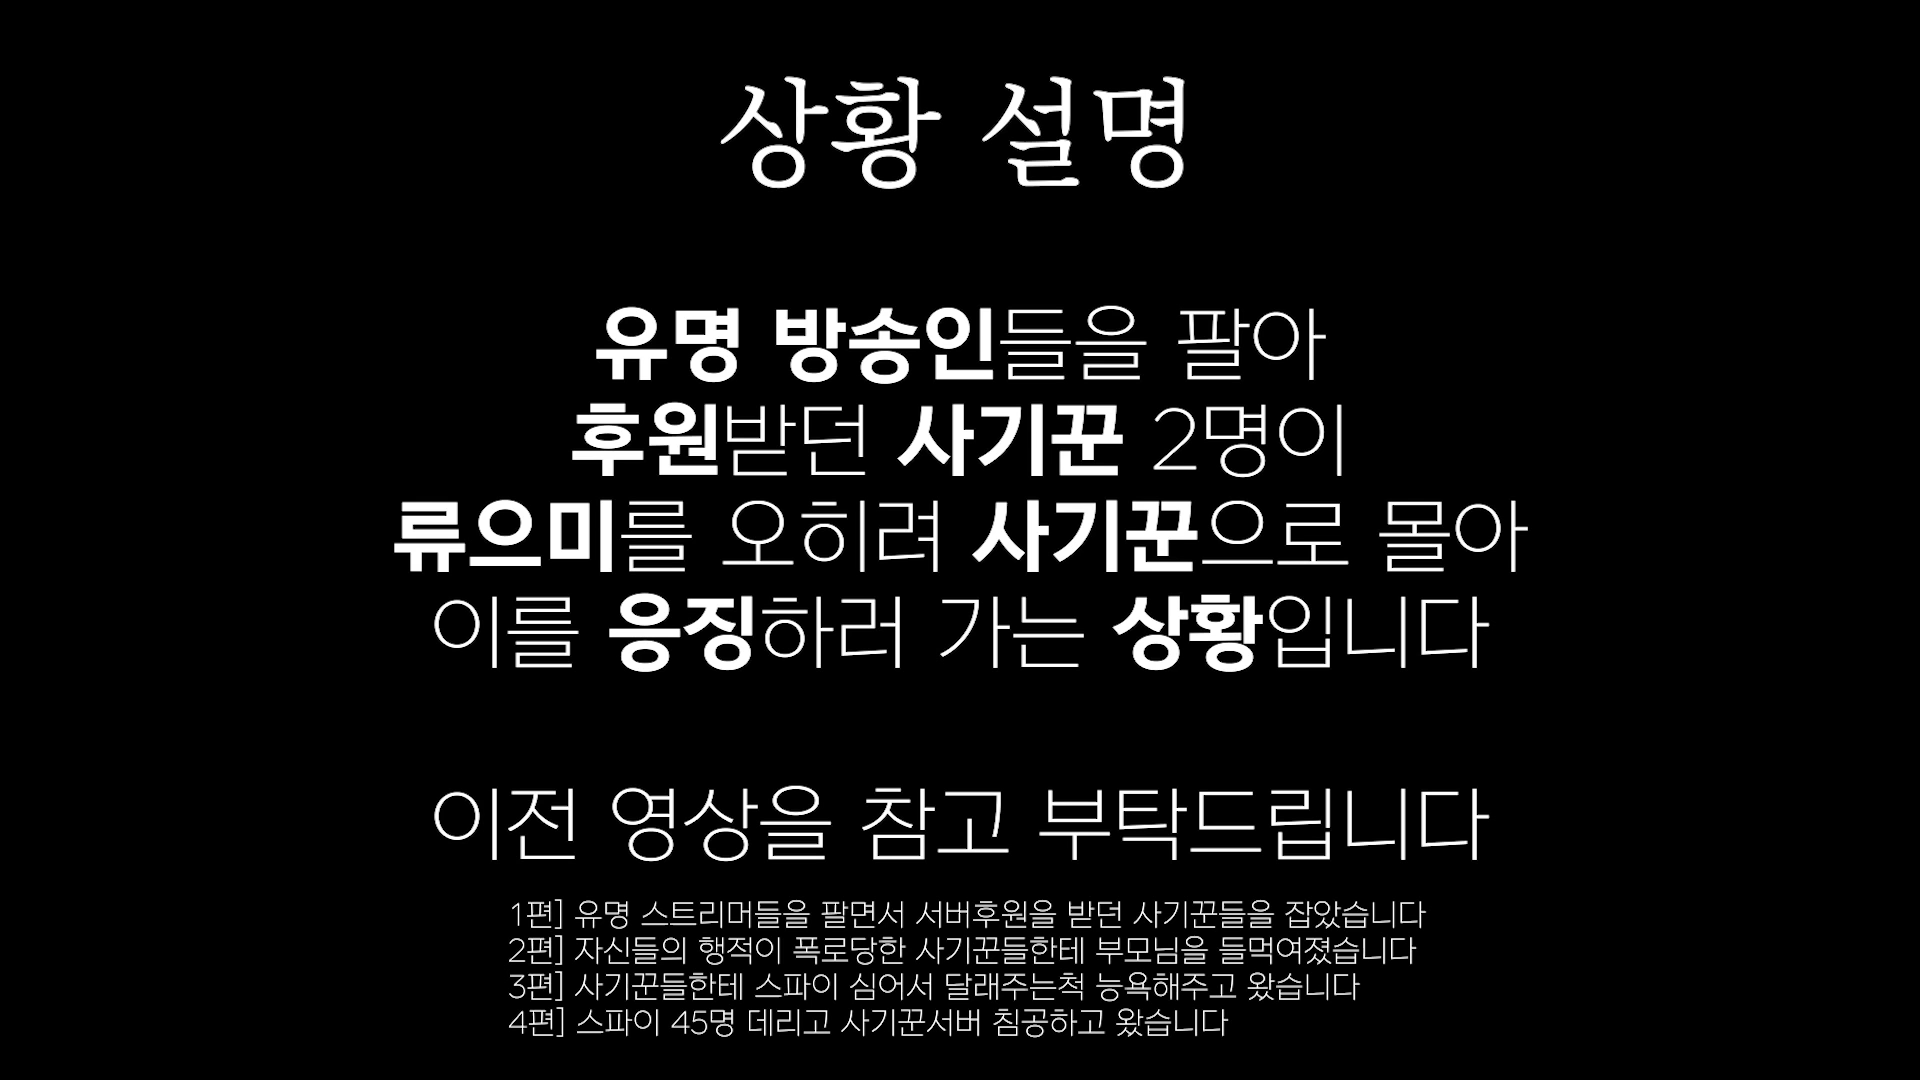 상황 설명
유명 방송인들을 팔아
후원받던 사기꾼 2명이
류으미를 오히려 사기꾼으로 몰아
이를 응징하러 가는 상황입니다
이전 영상을 참고 부탁드립니다
1편] 유명 스트리머들을 팔면서 서버후원을 받던 사기꾼들을 잡았습니다
2편] 자신들의 행적이 폭로당한 사기꾼들한테 부모님을 들먹여졌습니다
3편] 사기꾼들한테 스파이 심어서 달래주는척 능욕해주고 왔습니다
4편] 스파이 45명 데리고 사기꾼서버 침공하고 왔습니다